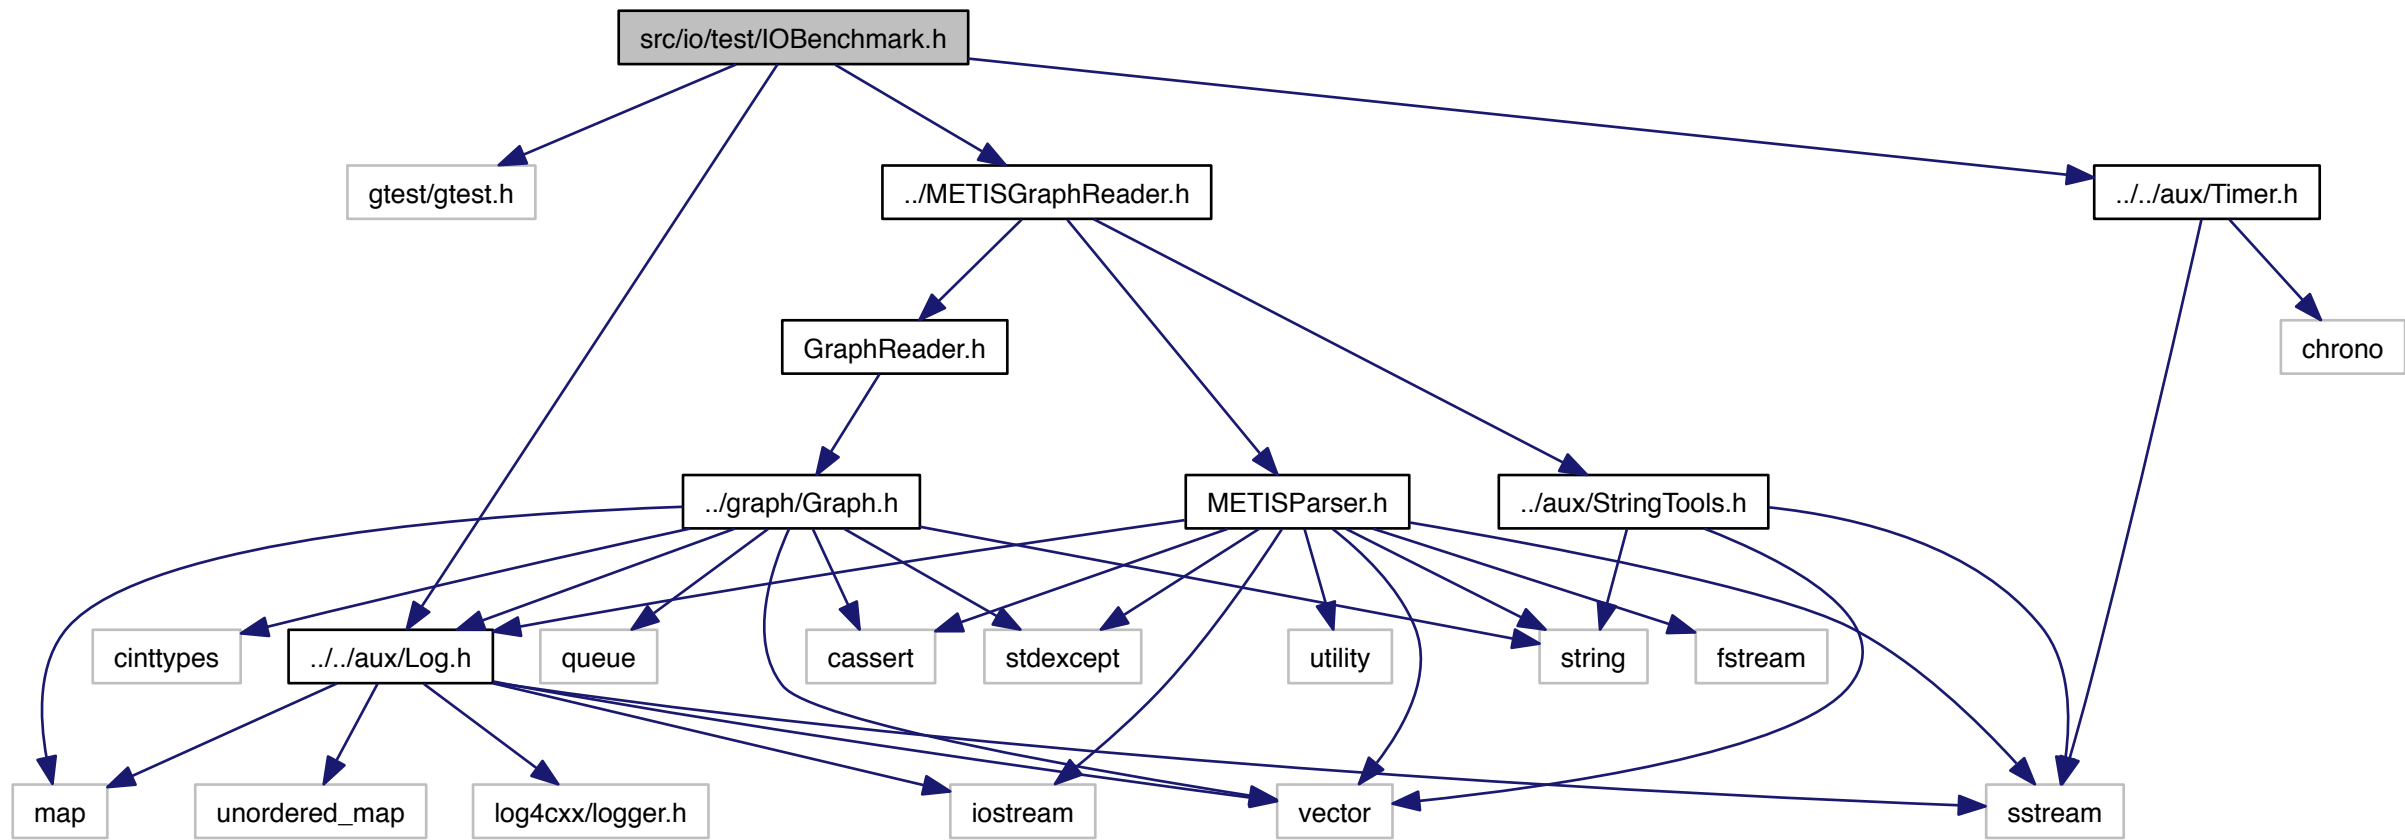 src/io/test/IOBenchmark.h
gtest/gtest.h
../METISGraphReader.h
../../aux/Timer.h
GraphReader.h
chrono
../graph/Graph.h
METISParser.h
../aux/StringTools.h
cinttypes
../../aux/Log.h
queue
cassert
stdexcept
utility
string
fstream
map
unordered_map
log4cxx/logger.h
iostream
vector
sstream